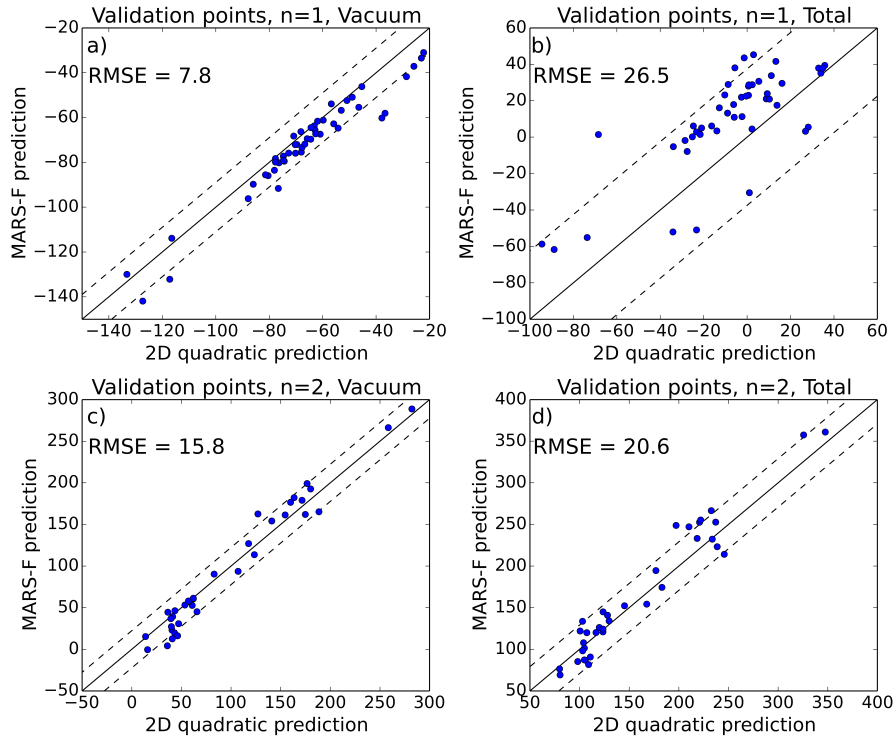 Validation points, n=1, Vacuum
a)
RMSE = 7.8
−20
−40
−60
−80
−100
−120
−140
MARS-F prediction
−140 −120 −100 −80 −60 −40 −20
2D quadratic prediction
Validation points, n=1, Total
b)
RMSE = 26.5
60
40
20
0
−20
−40
−60
−80
−100
MARS-F prediction
−100 −80 −60 −40 −20 0 20 40 60
2D quadratic prediction
Validation points, n=2, Vacuum
c)
RMSE = 15.8
300
250
200
150
100
50
0
−50
MARS-F prediction
−50 0 50 100 150 200 250 300
2D quadratic prediction
Validation points, n=2, Total
d)
RMSE = 20.6
400
350
300
250
200
150
100
50
MARS-F prediction
50 100 150 200 250 300 350 400
2D quadratic prediction